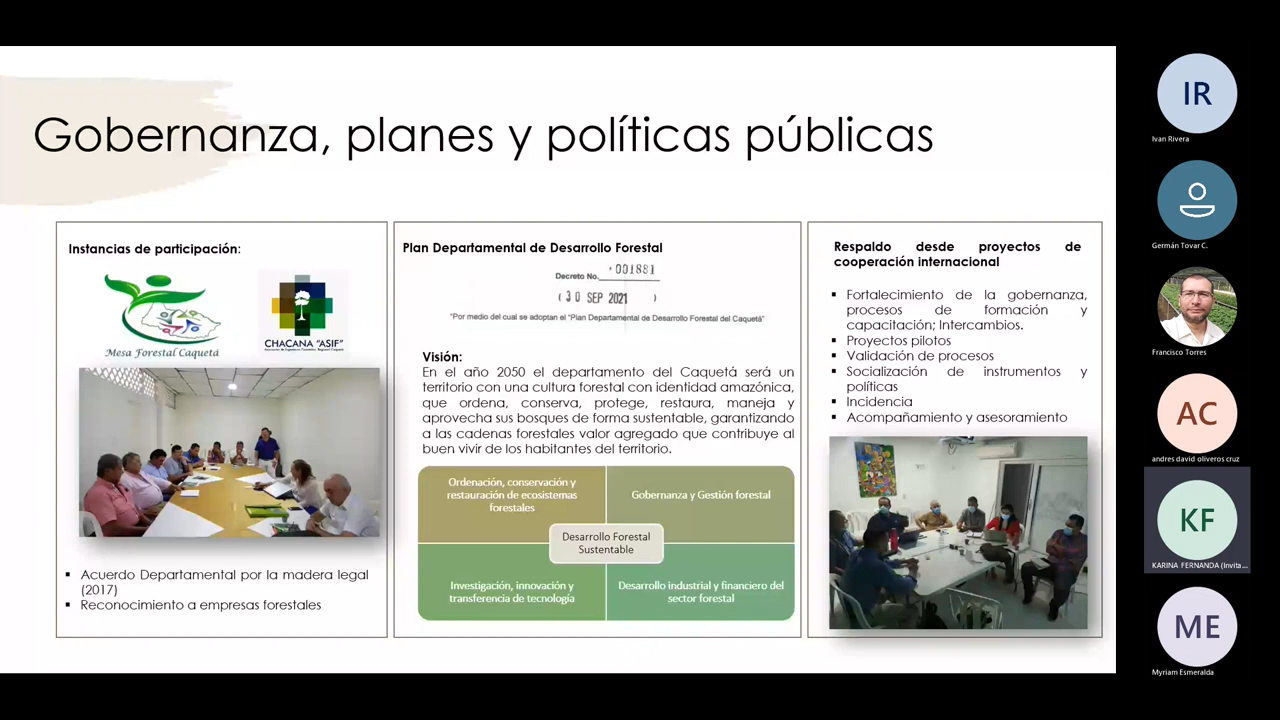 Gobernanza, planes y políticas públicas
Instancias de participación:
Mesa Forestal Caquetá
CHACANA "ASIF"
Acuerdo Departamental por la madera legal
(2017)
Reconocimiento a empresas forestales
Plan Departamental de Desarrollo Forestal
Decreto No. 001881
( 30 SEP 2021 )
"Por medio del cual se adoptan el "Plan Departamental de Desarrollo Forestal del Caquetá"
Visión:
En el año 2050 el departamento del Caquetá será un
territorio con una cultura forestal con identidad amazónica,
que ordena, conserva, protege, restaura, maneja y
aprovecha sus bosques de forma sustentable, garantizando
a las cadenas forestales valor agregado que contribuye al
buen vivir de los habitantes del territorio.
Ordenación, conservación y
restauración de ecosistemas
forestales
Gobernanza y Gestión forestal
Desarrollo Forestal
Sustentable
Investigación, innovación y
transferencia de tecnología
Desarrollo industrial y financiero del
sector forestal
Respaldo desde proyectos de
cooperación internacional
Fortalecimiento de la gobernanza,
procesos de formación y
capacitación; Intercambios.
Proyectos pilotos
Validación de procesos
Socialización de instrumentos y
políticas
Incidencia
Acompañamiento y asesoramiento
IR
Ivan Rivera
Germán Tovar C.
Francisco Torres
AC
andres david oliveros cruz
KF
KARINA FERNANDA (Invita...
ME
Myriam Esmeralda